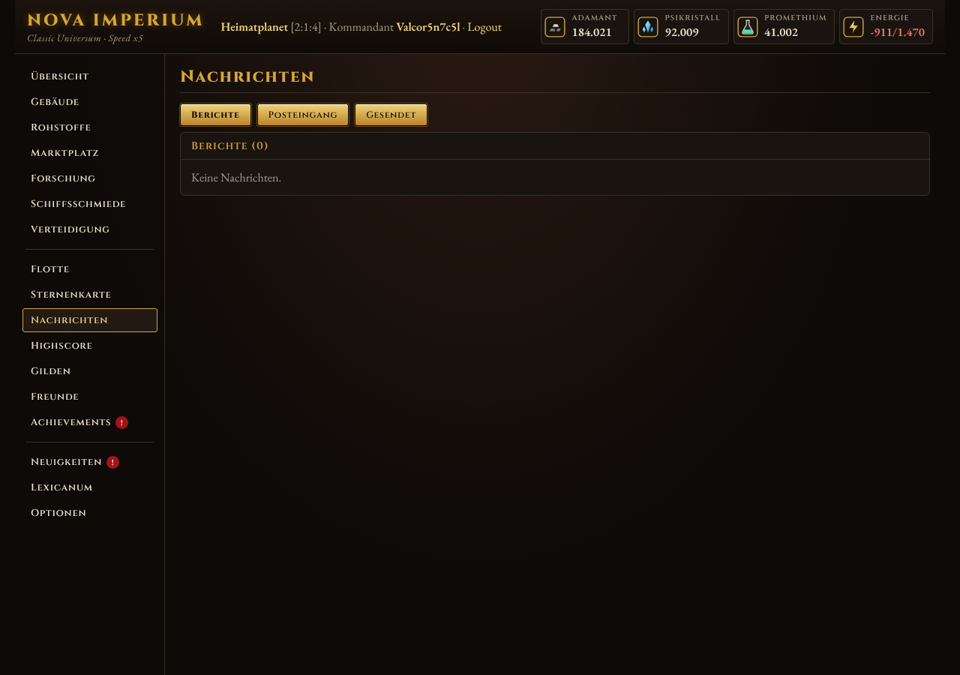 NOVA IMPERIUM
Classic Universum · Speed x5
Heimatplanet [2:1:4] · Kommandant Valcor5n7c5l · Logout
ADAMANT
184.021
PSIKRISTALL
92.009
PROMETHIUM
41.002
ENERGIE
-911/1.470
ÜBERSICHT
GEBÄUDE
ROHSTOFFE
MARKTPLATZ
FORSCHUNG
SCHIFFSSCHMIEDE
VERTEIDIGUNG
FLOTTE
STERNENKARTE
NACHRICHTEN
HIGHSCORE
GILDEN
FREUNDE
ACHIEVEMENTS !
NEUIGKEITEN !
LEXICANUM
OPTIONEN
NACHRICHTEN
BERICHTE POSTEINGANG GESENDET
BERICHTE (0)
Keine Nachrichten.